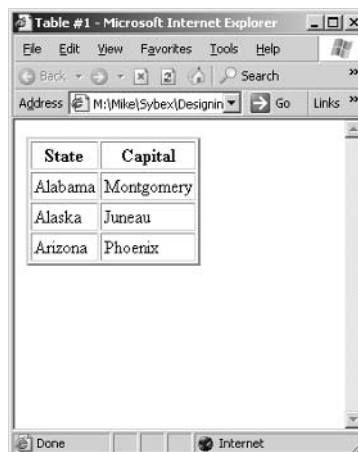 Table #1 - Microsoft Internet Explorer
File Edit View Favorites Tools Help
Back Search »
Address M:\Mike\Sybex\Designin Go Links »
State Capital
Alabama Montgomery
Alaska Juneau
Arizona Phoenix
Done Internet